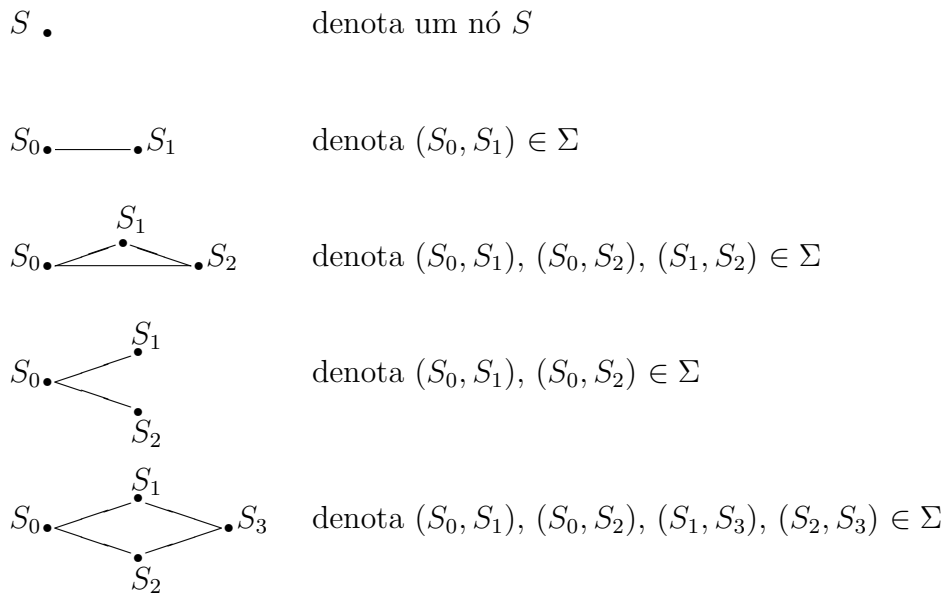 S denota um nó S
S₀ S₁ denota (S₀, S₁) ∈ Σ
S₁
S₀ S₂ denota (S₀, S₁), (S₀, S₂), (S₁, S₂) ∈ Σ
S₁
S₀ denota (S₀, S₁), (S₀, S₂) ∈ Σ
S₂
S₁
S₀ S₃ denota (S₀, S₁), (S₀, S₂), (S₁, S₃), (S₂, S₃) ∈ Σ
S₂